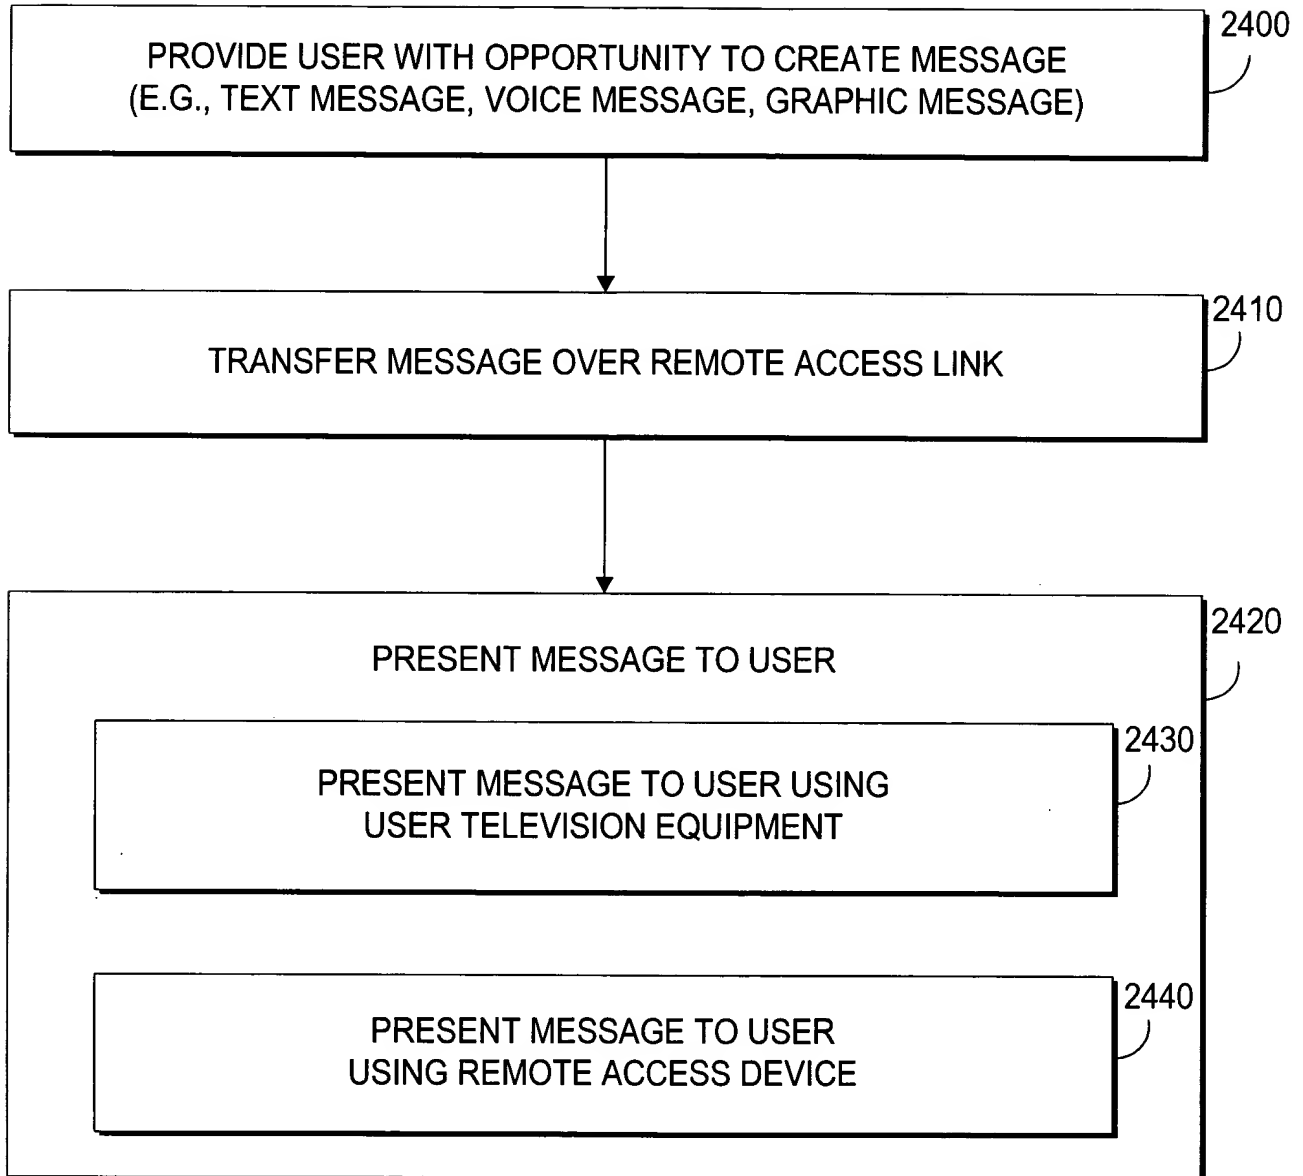 2400
PROVIDE USER WITH OPPORTUNITY TO CREATE MESSAGE
(E.G., TEXT MESSAGE, VOICE MESSAGE, GRAPHIC MESSAGE)
2410
TRANSFER MESSAGE OVER REMOTE ACCESS LINK
2420
PRESENT MESSAGE TO USER
2430
PRESENT MESSAGE TO USER USING
USER TELEVISION EQUIPMENT
2440
PRESENT MESSAGE TO USER
USING REMOTE ACCESS DEVICE